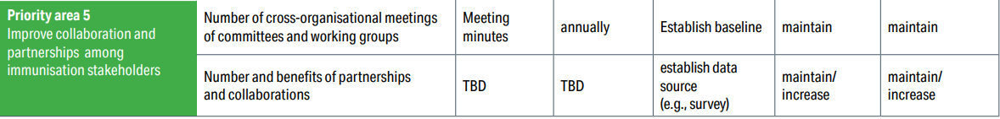 Priority area 5
Improve collaboration and
partnerships among
immunisation stakeholders
Number of cross-organisational meetings
of committees and working groups
Meeting
minutes
annually
Establish baseline
maintain
maintain
Number and benefits of partnerships
and collaborations
TBD
TBD
establish data
source
(e.g., survey)
maintain/
increase
maintain/
increase